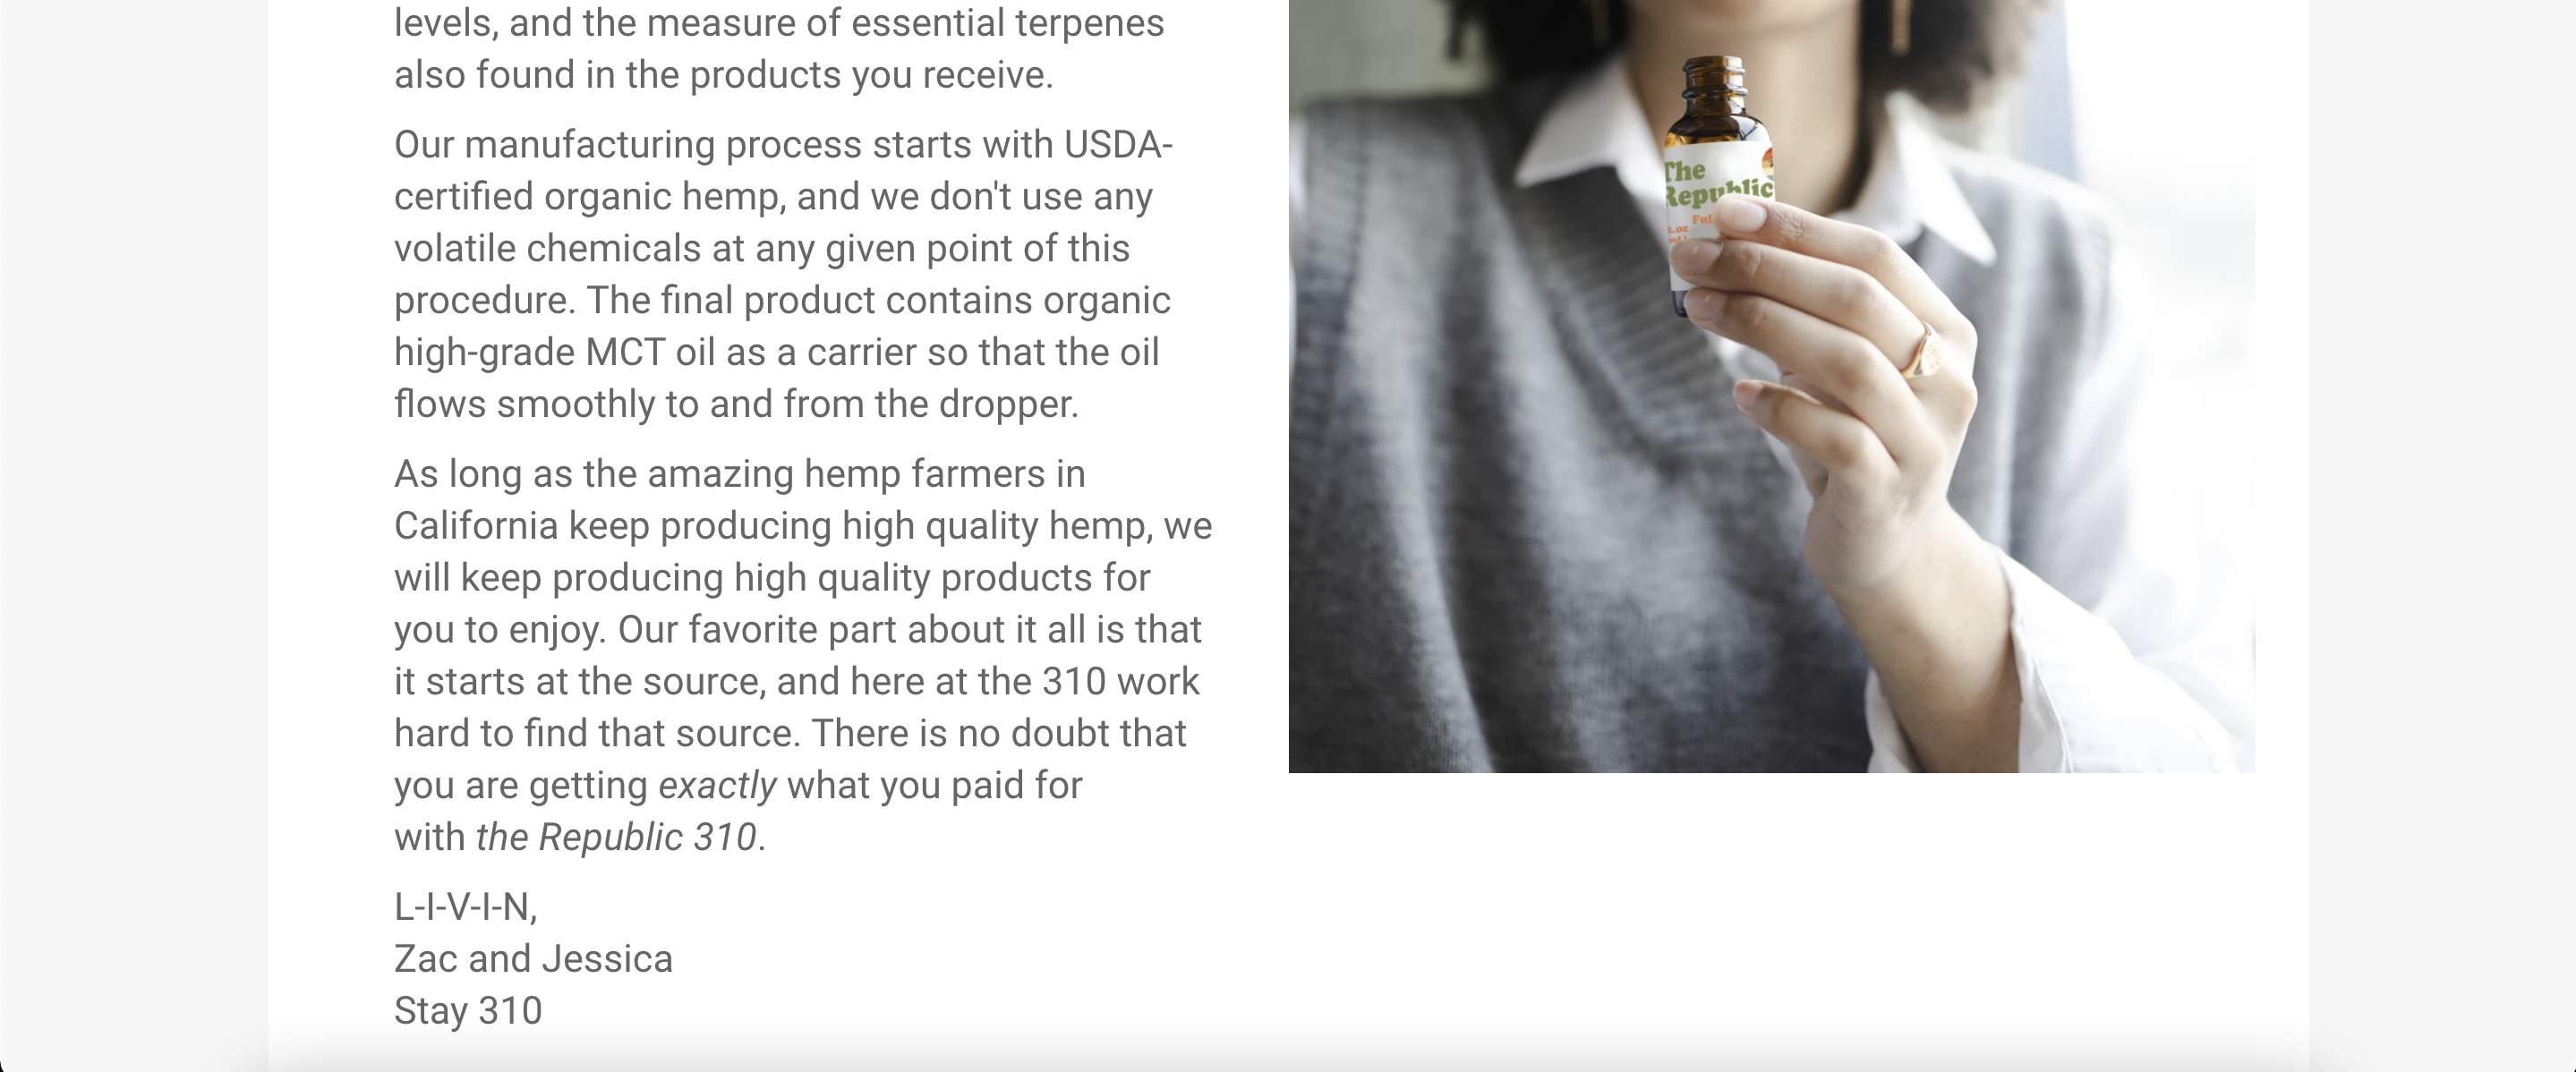 levels, and the measure of essential terpenes
also found in the products you receive.
Our manufacturing process starts with USDA-
certified organic hemp, and we don't use any
volatile chemicals at any given point of this
procedure. The final product contains organic
high-grade MCT oil as a carrier so that the oil
flows smoothly to and from the dropper.
As long as the amazing hemp farmers in
California keep producing high quality hemp, we
will keep producing high quality products for
you to enjoy. Our favorite part about it all is that
it starts at the source, and here at the 310 work
hard to find that source. There is no doubt that
you are getting exactly what you paid for
with the Republic 310.
L-I-V-I-N,
Zac and Jessica
Stay 310
The
Republic